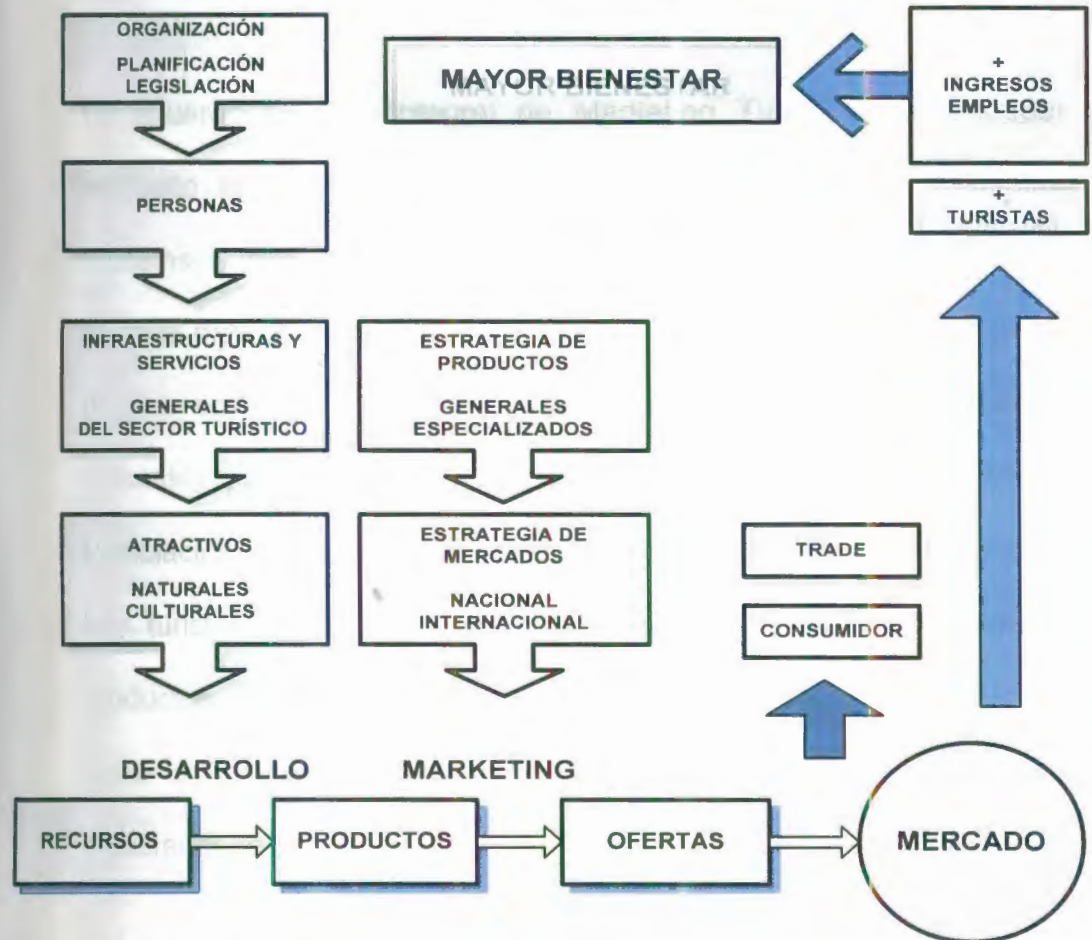 ORGANIZACIÓN
PLANIFICACIÓN
LEGISLACIÓN
MAYOR BIENESTAR
+
INGRESOS
EMPLEOS
+
TURISTAS
PERSONAS
INFRAESTRUCTURAS Y
SERVICIOS
GENERALES
DEL SECTOR TURÍSTICO
ESTRATEGIA DE
PRODUCTOS
GENERALES
ESPECIALIZADOS
ATRACTIVOS
NATURALES
CULTURALES
ESTRATEGIA DE
MERCADOS
NACIONAL
INTERNACIONAL
TRADE
CONSUMIDOR
DESARROLLO
MARKETING
RECURSOS
PRODUCTOS
OFERTAS
MERCADO